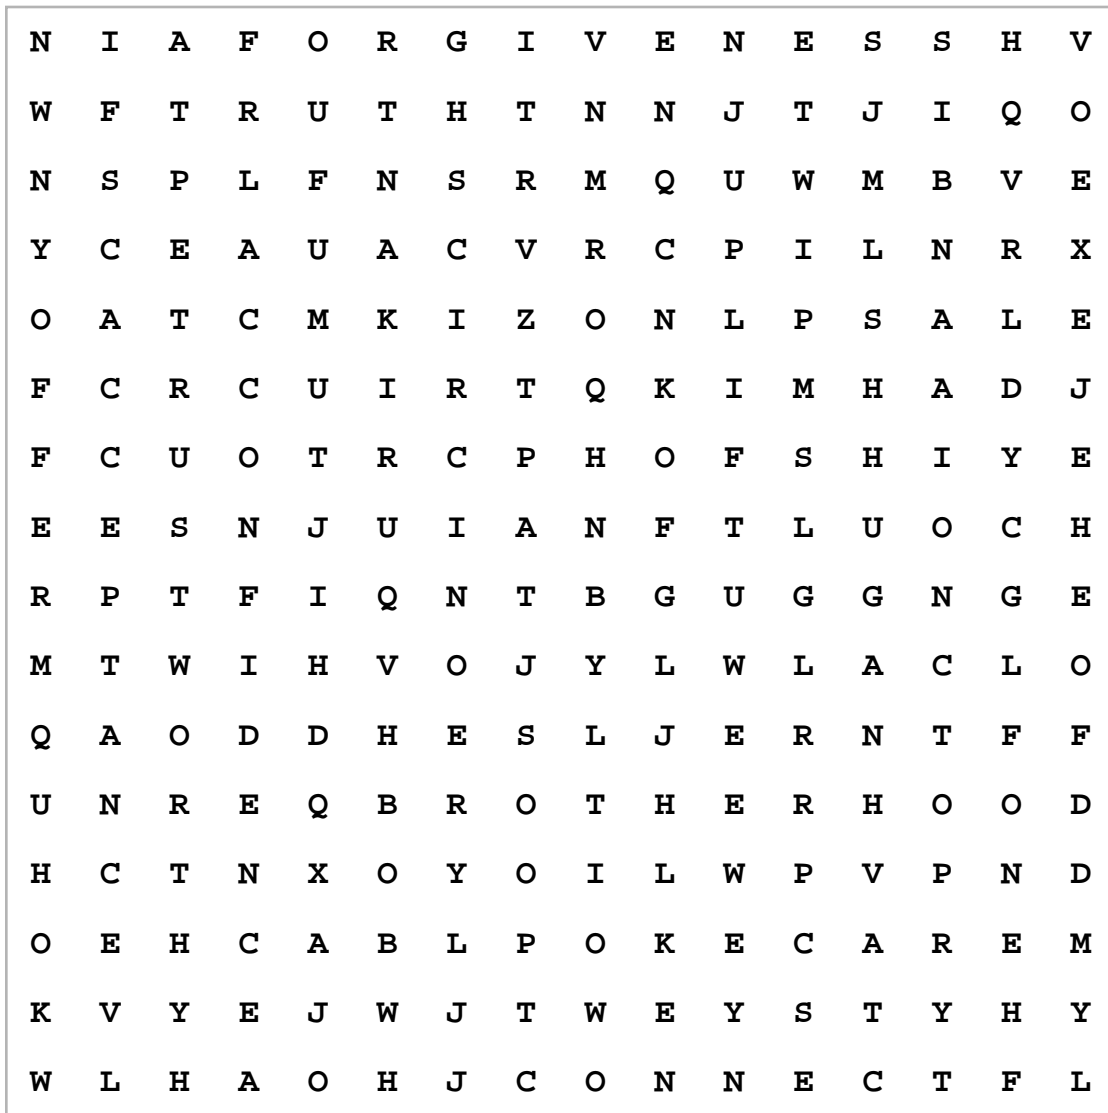 N I A F O R G I V E N E S S H V
W F T R U T H T N N J T J I Q O
N S P L F N S R M Q U W M B V E
Y C E A U A C V R C P I L N R X
O A T C M K I Z O N L P S A L E
F C R C U I R T Q K I M H A D J
F C U O T R C P H O F S H I Y E
E E S N J U I A N F T L U O C H
R P T F I Q N T B G U G G N G E
M T W I H V O J Y L W L A C L O
Q A O D D H E S L J E R N T F F
U N R E Q B R O T H E R H O O D
H C T N X O Y O I L W P V P N D
O E H C A B L P O K E C A R E M
K V Y E J W J T W E Y S T Y H Y
W L H A O H J C O N N E C T F L